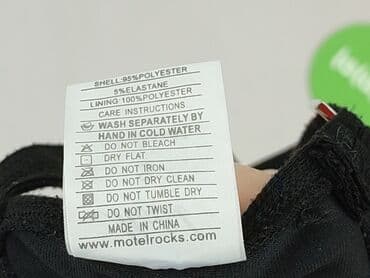 SHELL:95%POLYESTER
5%ELASTANE
LINING:100%POLYESTER
CARE INSTRUCTIONS
WASH SEPARATELY BY
HAND IN COLD WATER
DO NOT BLEACH
DRY FLAT
DO NOT IRON
DO NOT DRY CLEAN
DO NOT TUMBLE DRY
DO NOT TWIST
MADE IN CHINA
www.motelrocks.com